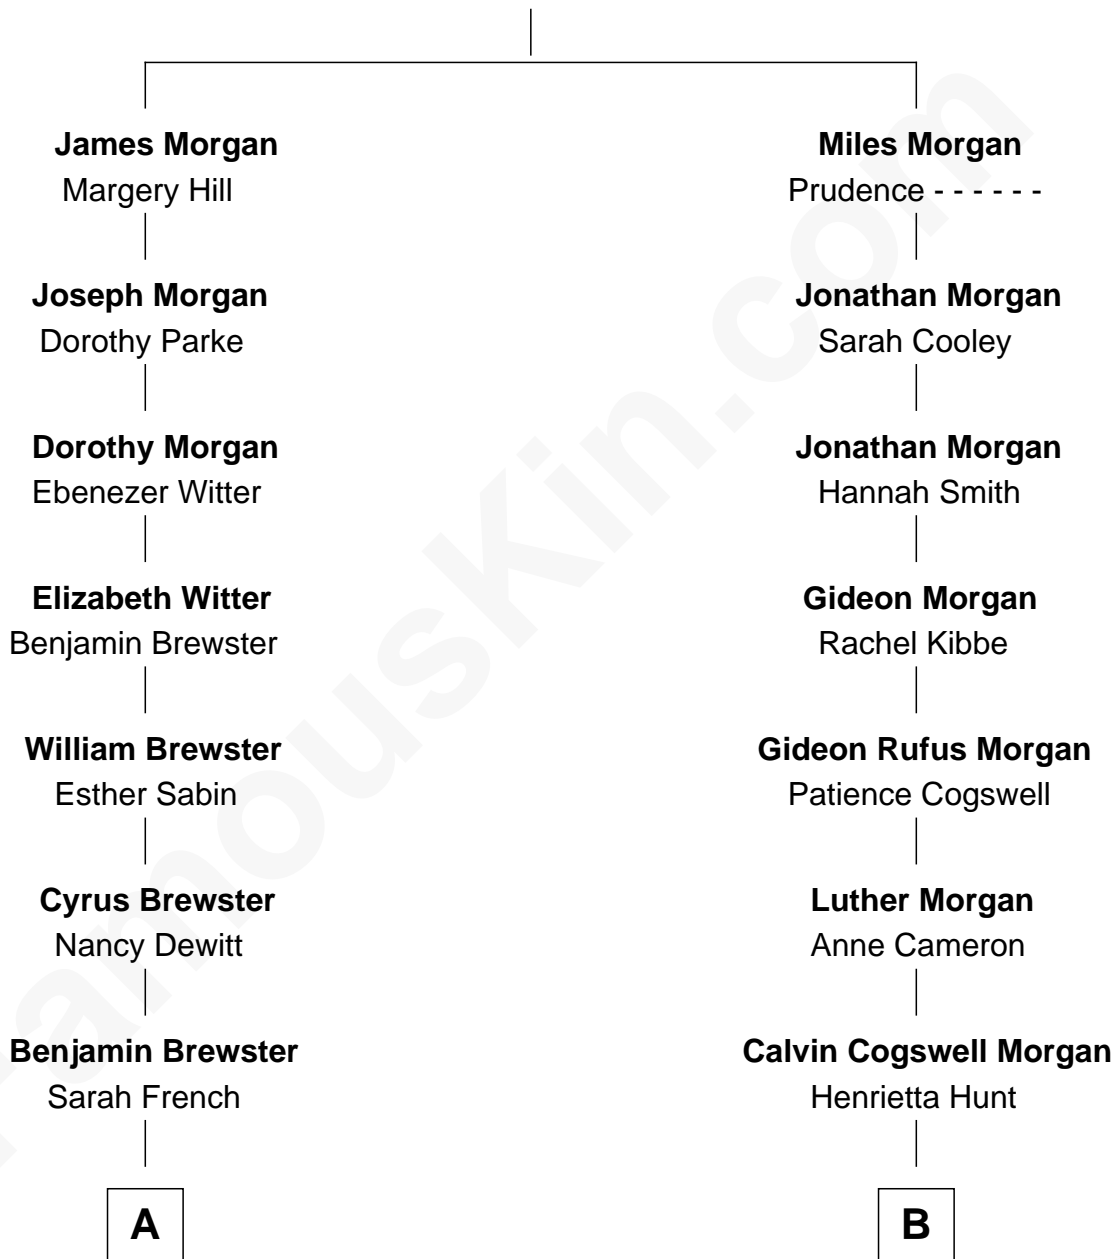 James Morgan
Margery Hill
Joseph Morgan
Dorothy Parke
Dorothy Morgan
Ebenezer Witter
Elizabeth Witter
Benjamin Brewster
William Brewster
Esther Sabin
Cyrus Brewster
Nancy Dewitt
Benjamin Brewster
Sarah French
A
Miles Morgan
Prudence - - - - - -
Jonathan Morgan
Sarah Cooley
Jonathan Morgan
Hannah Smith
Gideon Morgan
Rachel Kibbe
Gideon Rufus Morgan
Patience Cogswell
Luther Morgan
Anne Cameron
Calvin Cogswell Morgan
Henrietta Hunt
B
FamousKin.com